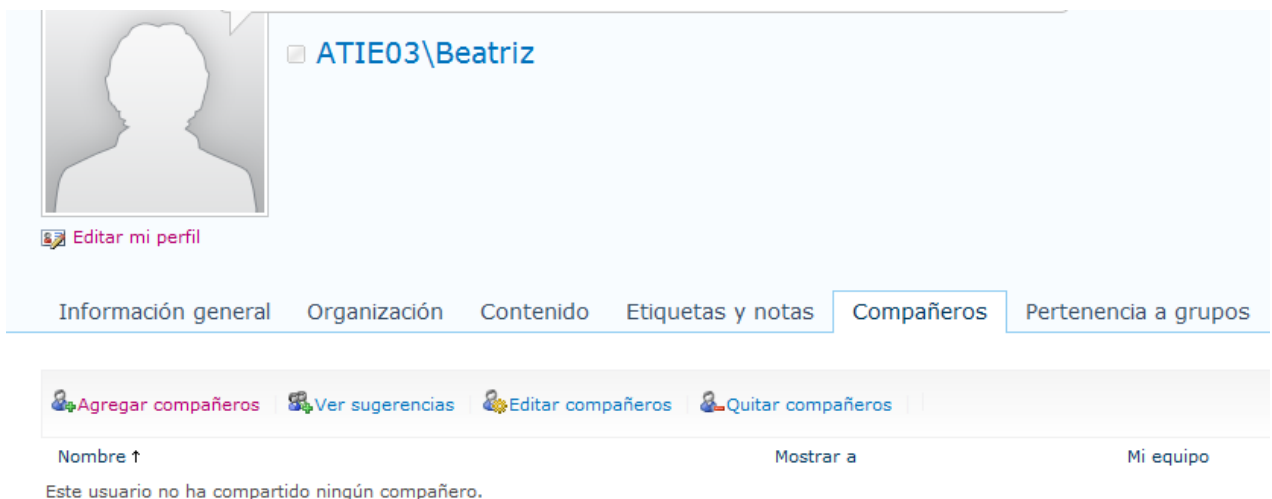 ATIE03\Beatriz
Editar mi perfil
Información general Organización Contenido Etiquetas y notas Compañeros Pertenencia a grupos
Agregar compañeros Ver sugerencias Editar compañeros Quitar compañeros
Nombre ↑ Mostrar a Mi equipo
Este usuario no ha compartido ningún compañero.